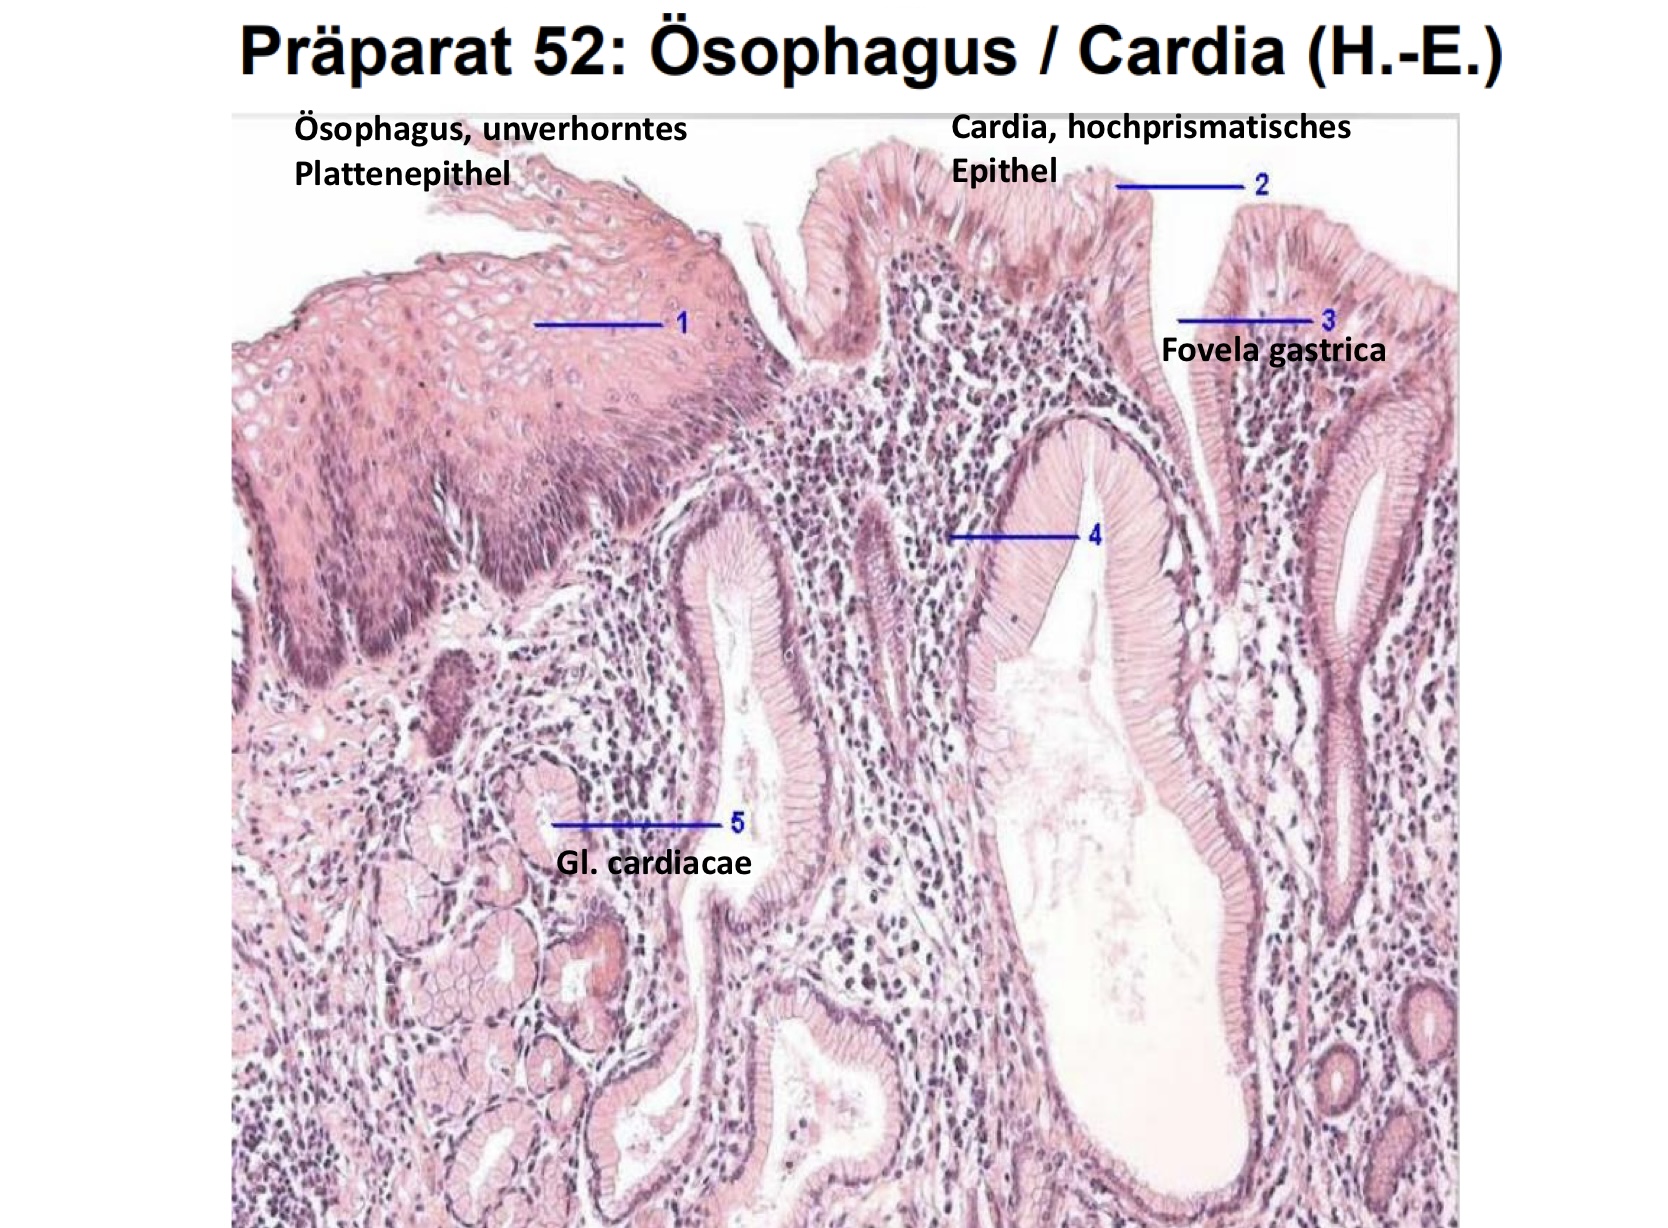 Präparat 52: Ösophagus / Cardia (H.-E.)
Ösophagus, unverhorntes
Plattenepithel
Cardia, hochprismatisches
Epithel
2
1
3
Fovela gastrica
4
5
Gl. cardiacae